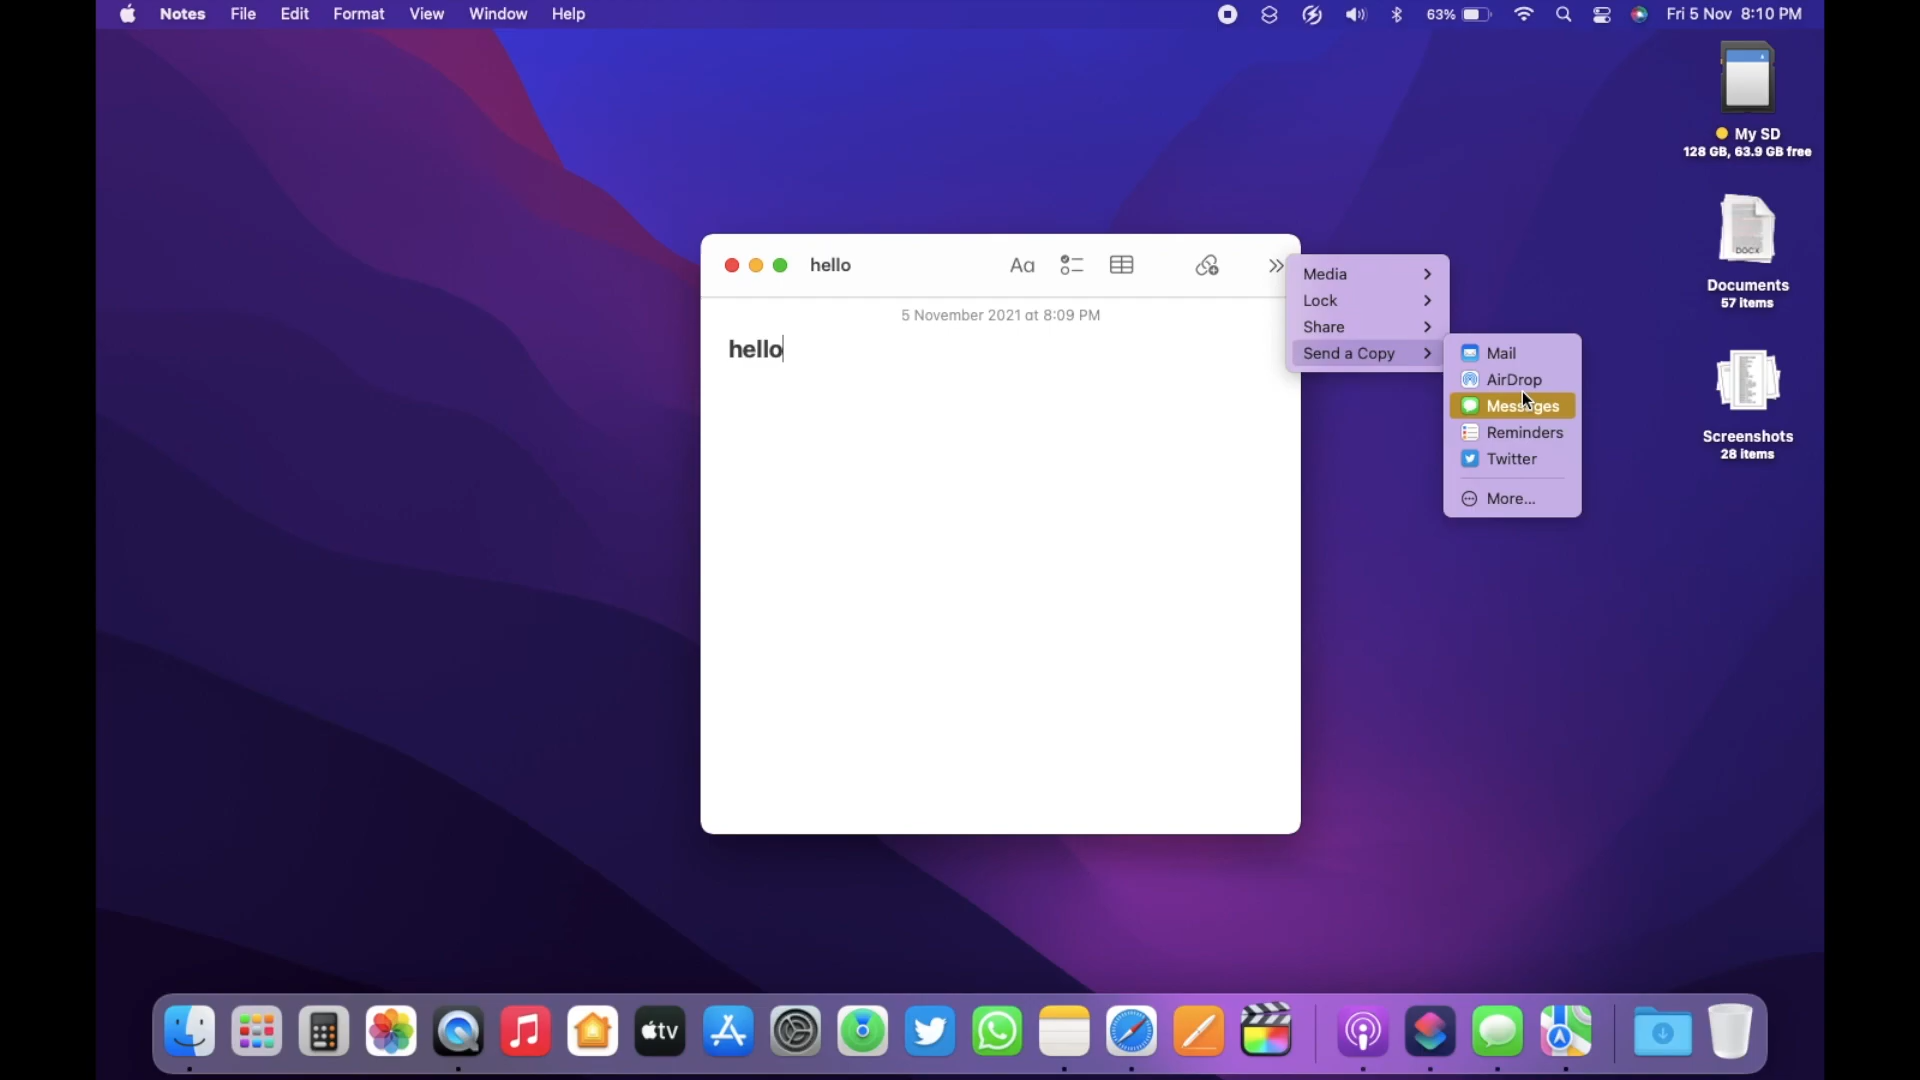 Notes File Edit Format View Window Help 63% Fri 5 Nov 8:10 PM
My SD
128 GB, 63.9 GB free
DOCX
Documents
57 items
Screenshots
28 items
hello Aa
5 November 2021 at 8:09 PM
hello
Media
Lock
Share
Send a Copy
Mail
AirDrop
Messages
Reminders
Twitter
More...
tv